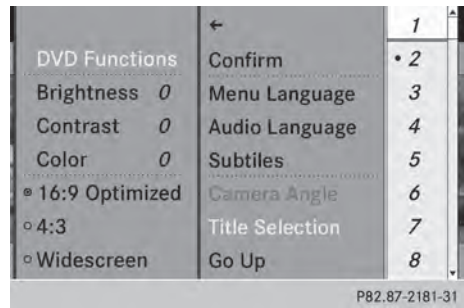 DVD Functions
Brightness 0
Contrast 0
Color 0
16:9 Optimized
4:3
Widescreen
←
Confirm
Menu Language
Audio Language
Subtiles
Camera Angle
Title Selection
Go Up
1
• 2
3
4
5
6
7
8
P82.87-2181-31